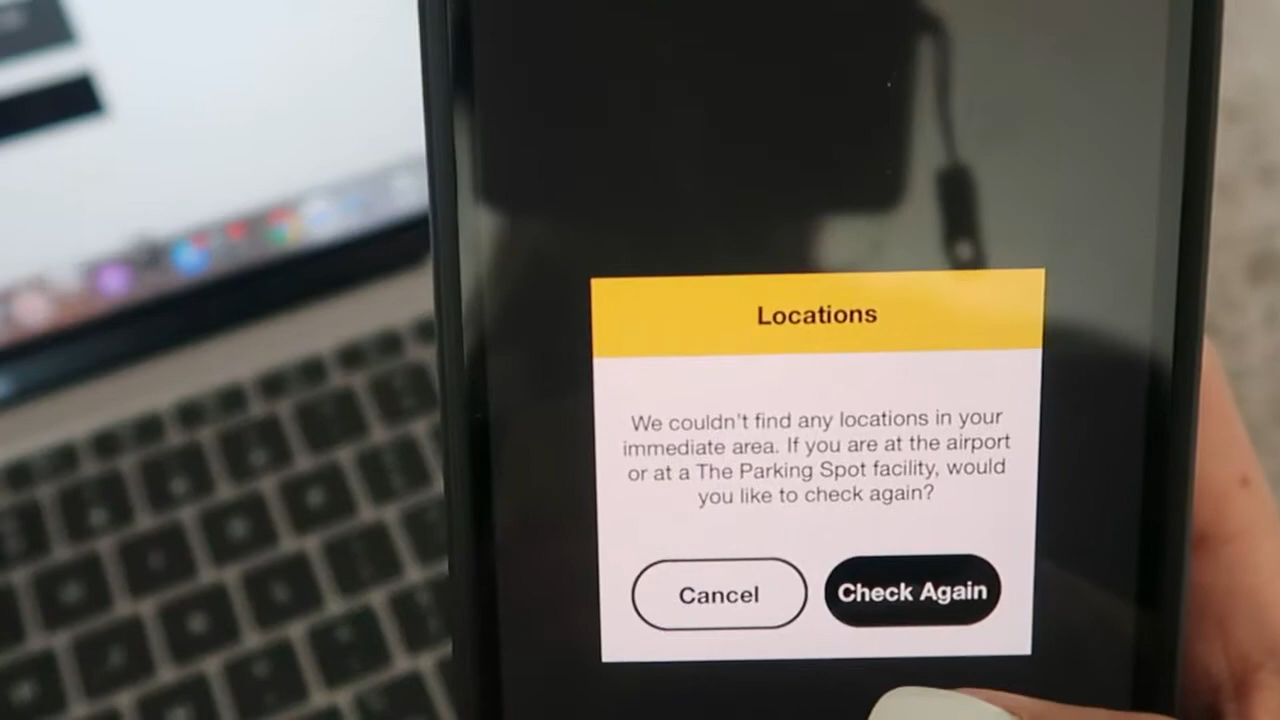 Locations
We couldn't find any locations in your
immediate area. If you are at the airport
or at a The Parking Spot facility, would
you like to check again?
Cancel
Check Again